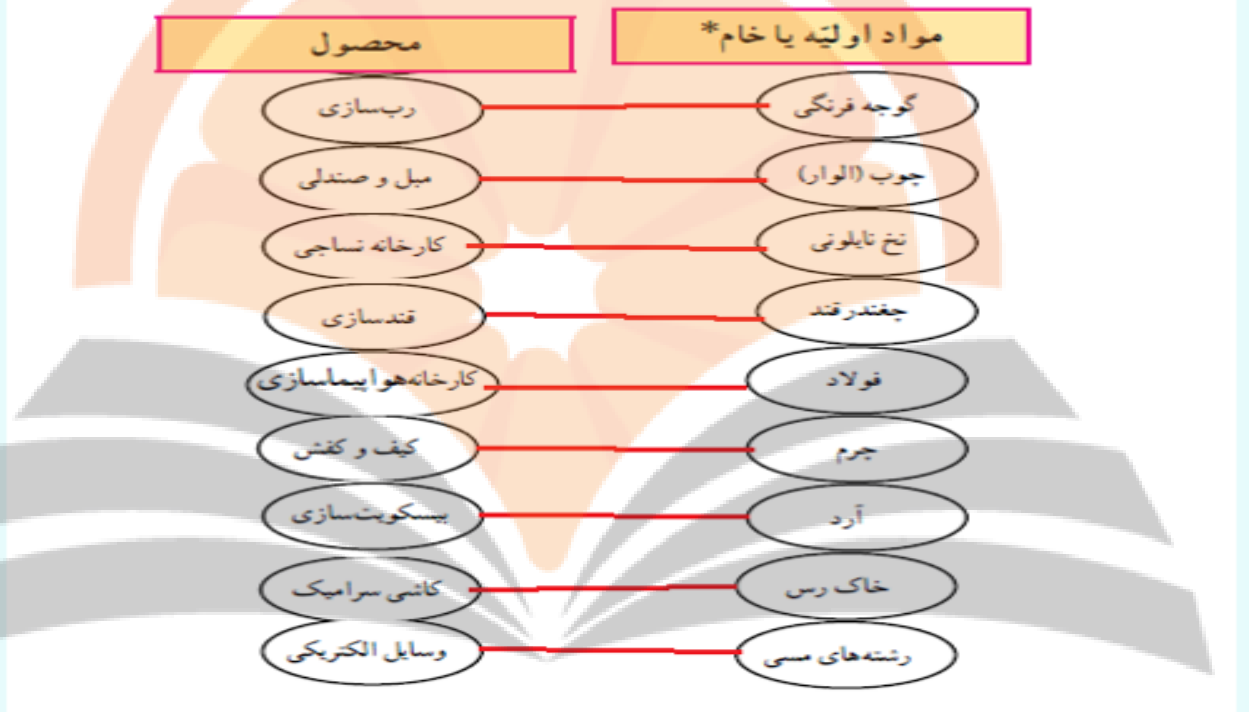 مواد اولیّه یا خام* محصول
گوجه فرنگی رب‌سازی
چوب (الوار) مبل و صندلی
نخ نایلونی کارخانه نساجی
چغندرقند قندسازی
فولاد کارخانه‌هواپیماسازی
چرم کیف و کفش
آرد بیسکویت‌سازی
خاک رس کاشی سرامیک
رشته‌های مسی وسایل الکتریکی